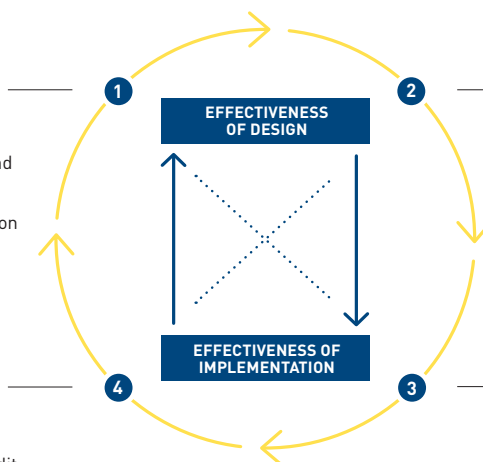 1
2
EFFECTIVENESS
OF DESIGN
EFFECTIVENESS OF
IMPLEMENTATION
4
3